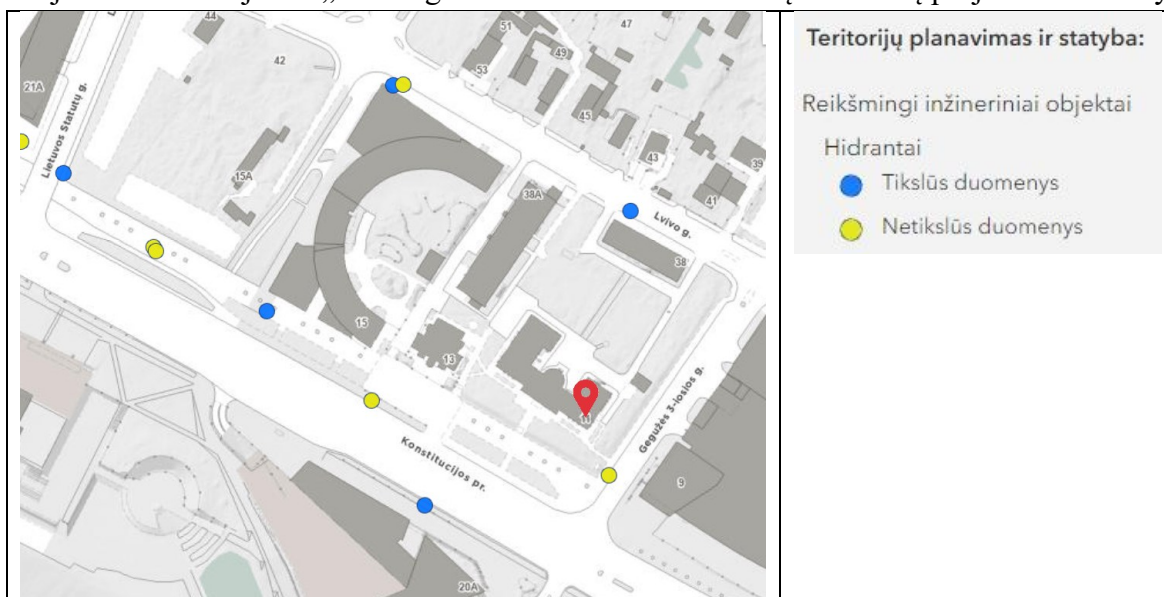 44
51
47
42
53
49
21A
Lietuvos Statutų g.
45
43
39
15A
38A
41
Lvivo g.
38
15
13
11
Gegužės 3-iosios g.
Konstitucijos pr.
9
20A
Teritorijų planavimas ir statyba:
Reikšmingi inžineriniai objektai
Hidrantai
Tikslūs duomenys
Netikslūs duomenys